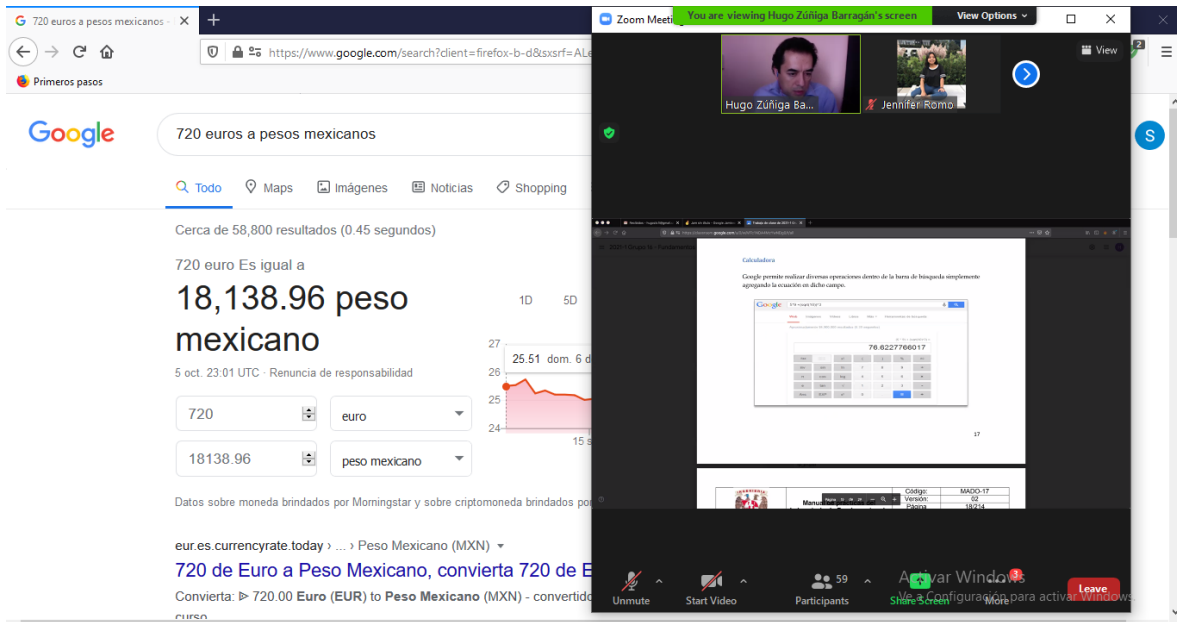 720 euros a pesos mexicanos -
https://www.google.com/search?client=firefox-b-d&sxsrf=ALe
Primeros pasos
Google
720 euros a pesos mexicanos
S
Todo
Maps
Imágenes
Noticias
Shopping
Cerca de 58,800 resultados (0.45 segundos)
720 euro Es igual a
18,138.96 peso
mexicano
5 oct. 23:01 UTC · Renuncia de responsabilidad
720
euro
18138.96
peso mexicano
1D 5D
27
25.51 dom. 6 d
26
25
24
15 s
Datos sobre moneda brindados por Morningstar y sobre criptomoneda brindados por
eur.es.currencyrate.today › ... › Peso Mexicano (MXN)
720 de Euro a Peso Mexicano, convierta 720 de E
Convierta: ⊳ 720.00 Euro (EUR) to Peso Mexicano (MXN) - convertido
curso
Zoom Meeti
You are viewing Hugo Zúñiga Barragán's screen
View Options
2
View
Hugo Zúñiga Ba...
Jennifer Romo
Calculadora
Google permite realizar diversas operaciones dentro de la barra de búsqueda simplemente
agregando la ecuación en dicho campo.
Google
76.6227766017
17
Código: MADO-17
Versión: 02
Página 18/214
Unmute
Start Video
59
Participants
Share Screen
3
More
Leave
Activar Windows
Ve a Configuración para activar Windows.